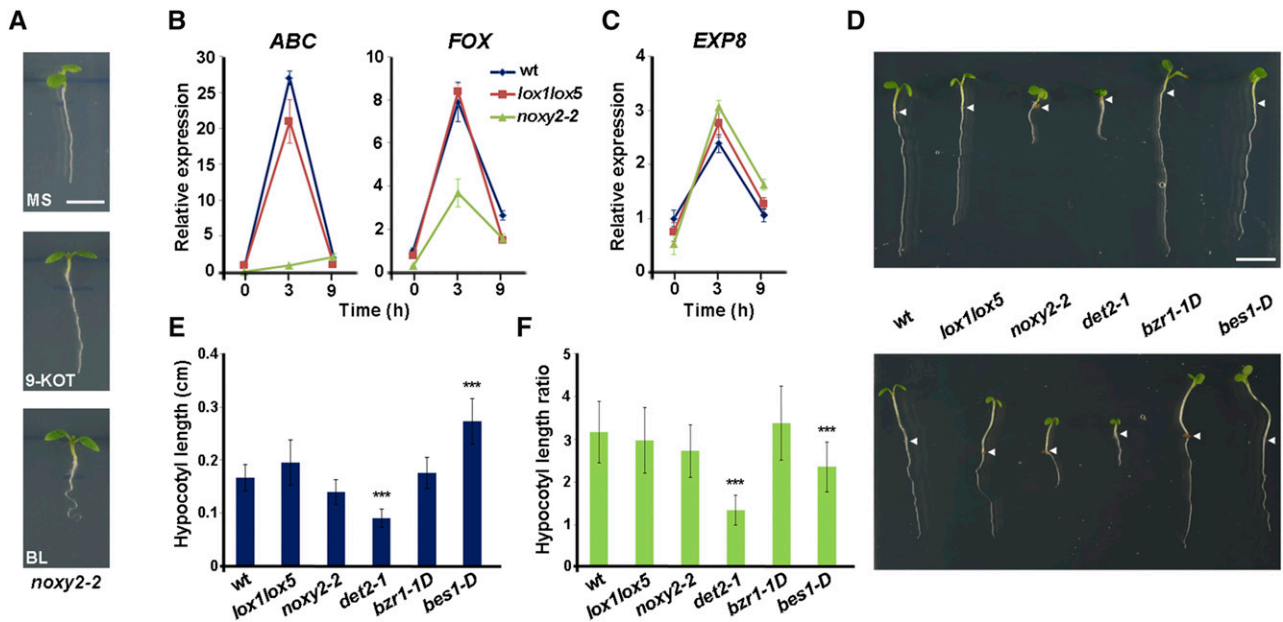 A
MS
9-KOT
BL
noxy2-2
B
ABC
FOX
wt
lox1lox5
noxy2-2
Relative expression
30
25
20
15
10
5
0
10
8
6
4
2
0
0 3 9
0 3 9
Time (h)
C
EXP8
Relative expression
4
3
2
1
0
0 3 9
Time (h)
D
wt
lox1lox5
noxy2-2
det2-1
bzr1-1D
bes1-D
E
Hypocotyl length (cm)
0.4
0.3
0.2
0.1
0
***
***
wt
lox1lox5
noxy2-2
det2-1
bzr1-1D
bes1-D
F
Hypocotyl length ratio
5
4
3
2
1
0
***
***
wt
lox1lox5
noxy2-2
det2-1
bzr1-1D
bes1-D